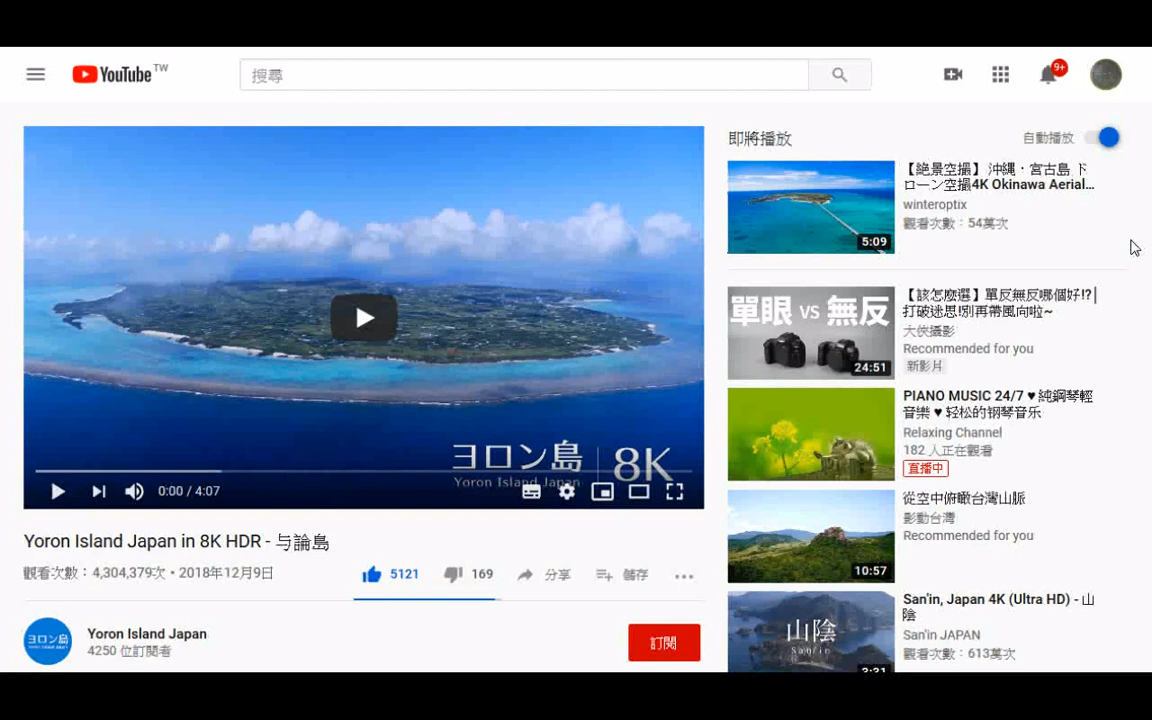 YouTube TW
搜尋
9+
ヨロン島 8K
Yoron Island Japan
0:00 / 4:07
Yoron Island Japan in 8K HDR - 与論島
觀看次數：4,304,379次 • 2018年12月9日
5121
169
分享
儲存
ヨロン島
Yoron Island Japan
4250 位訂閱者
訂閱
即將播放
自動播放
5:09
【絶景空撮】 沖縄・宮古島 ド
ローン空撮4K Okinawa Aerial...
winteroptix
觀看次數：54萬次
單眼 VS 無反
24:51
【該怎麼選】單反無反哪個好!?|
打破迷思!別再帶風向啦~
大俠攝影
Recommended for you
新影片
PIANO MUSIC 24/7 ♥ 純鋼琴輕
音樂 ♥ 轻松的钢琴音乐
Relaxing Channel
182 人正在觀看
直播中
10:57
從空中俯瞰台灣山脈
影動台灣
Recommended for you
山陰
San'in
3:31
San'in, Japan 4K (Ultra HD) - 山
陰
San'in JAPAN
觀看次數：613萬次